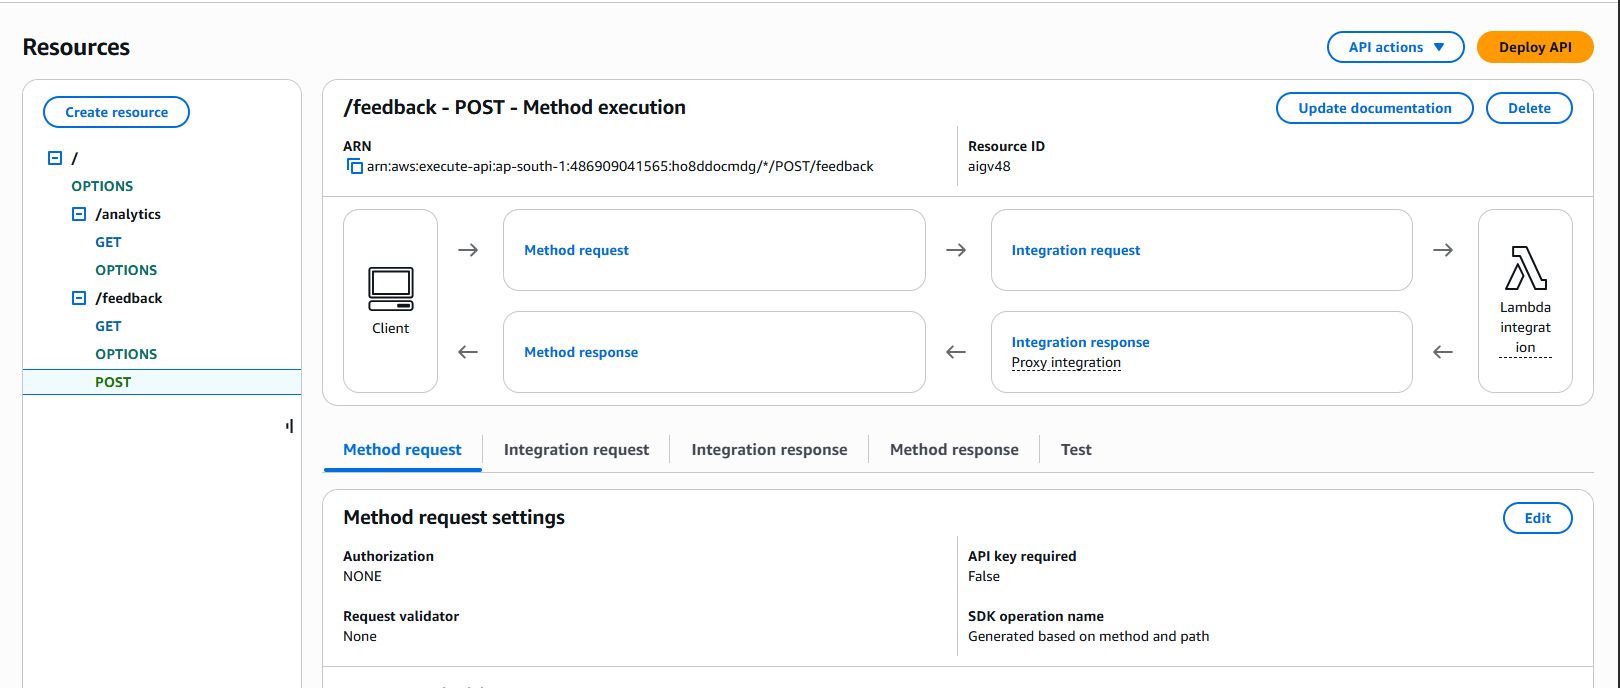 Resources
API actions
Deploy API
Create resource
/
OPTIONS
/analytics
GET
OPTIONS
/feedback
GET
OPTIONS
POST
/feedback - POST - Method execution
Update documentation
Delete
ARN
arn:aws:execute-api:ap-south-1:486909041565:ho8ddocmdg/*/POST/feedback
Resource ID
aigv48
Client
Method request
Integration request
Method response
Integration response
Proxy integration
Lambda
integrat
ion
Method request
Integration request
Integration response
Method response
Test
Method request settings
Edit
Authorization
NONE
API key required
False
Request validator
None
SDK operation name
Generated based on method and path